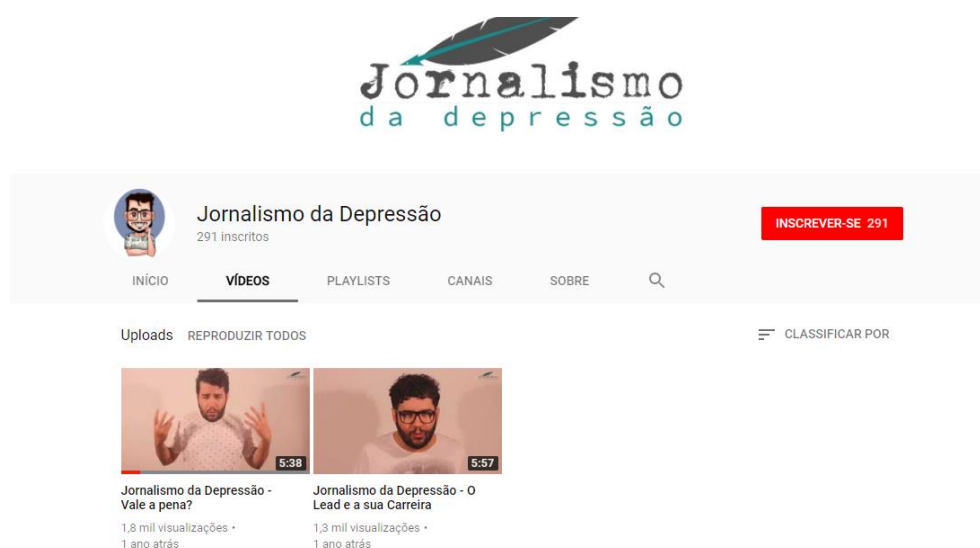 Jornalismo
da depressão
Jornalismo da Depressão
291 inscritos
INSCREVER-SE 291
INÍCIO VÍDEOS PLAYLISTS CANAIS SOBRE
Uploads REPRODUZIR TODOS CLASSIFICAR POR
5:38 5:57
Jornalismo da Depressão -
Vale a pena?
1,8 mil visualizações •
1 ano atrás
Jornalismo da Depressão - O
Lead e a sua Carreira
1,3 mil visualizações •
1 ano atrás